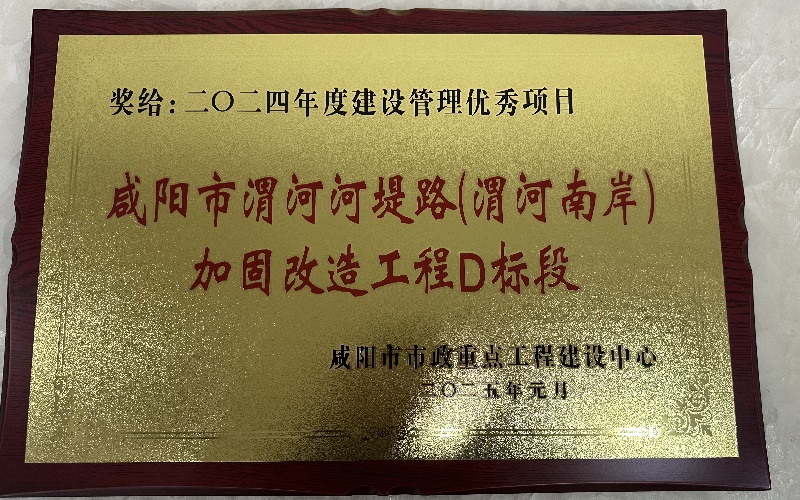 奖给:二〇二四年度建设管理优秀项目
咸阳市渭河河堤路(渭河南岸)
加固改造工程D标段
咸阳市市政重点工程建设中心
二〇二五年元月